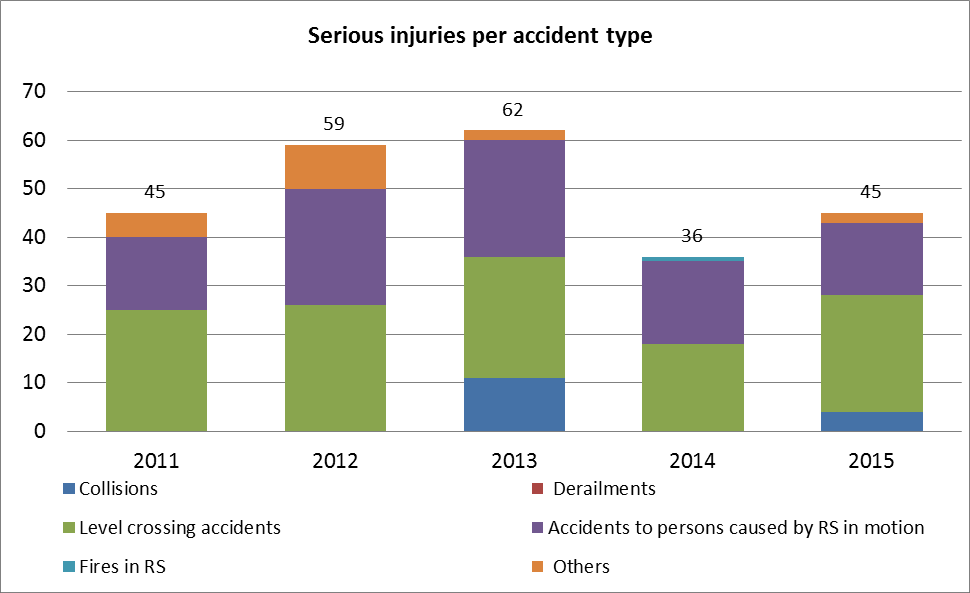 Serious injuries per accident type
70
60
50
40
30
20
10
0
45
59
62
36
45
2011 2012 2013 2014 2015
Collisions Derailments
Level crossing accidents Accidents to persons caused by RS in motion
Fires in RS Others